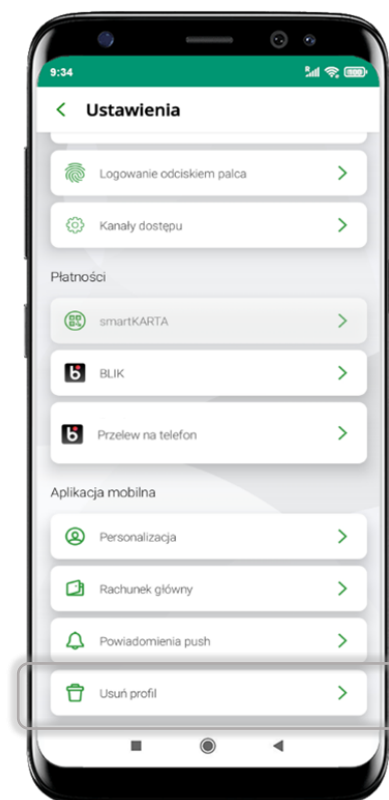 9:34
Ustawienia
Logowanie odciskiem palca
Kanały dostępu
Płatności
smartKARTA
BLIK
Przelew na telefon
Aplikacja mobilna
Personalizacja
Rachunek główny
Powiadomienia push
Usuń profil